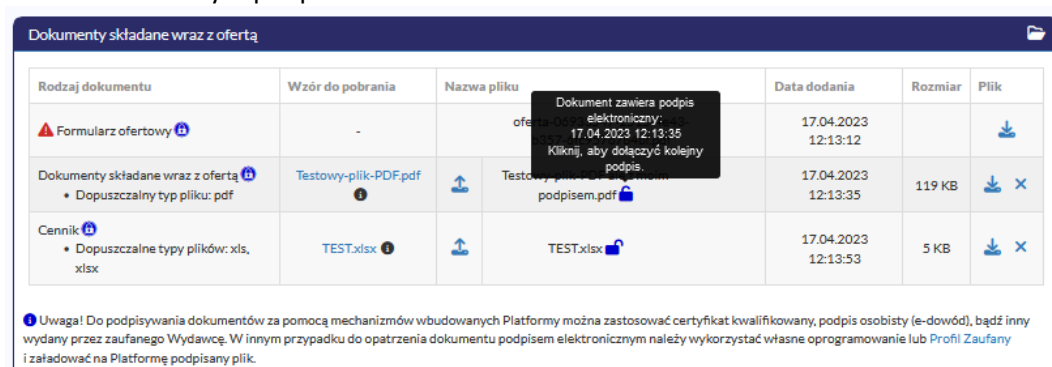 Dokumenty składane wraz z ofertą
Rodzaj dokumentu Wzór do pobrania Nazwa pliku Data dodania Rozmiar Plik
Dokument zawiera podpis
elektroniczny:
17.04.2023 12:13:35
Kliknij, aby dołączyć kolejny
podpis.
Formularz ofertowy - 17.04.2023
12:13:12
Dokumenty składane wraz z ofertą
• Dopuszczalny typ pliku: pdf
Testowy-plik-PDF.pdf
podpisem.pdf
17.04.2023
12:13:35
119 KB
Cennik
• Dopuszczalne typy plików: xls,
xlsx
TEST.xlsx
TEST.xlsx
17.04.2023
12:13:53
5 KB
Uwaga! Do podpisywania dokumentów za pomocą mechanizmów wbudowanych Platformy można zastosować certyfikat kwalifikowany, podpis osobisty (e-dowód), bądź inny
wydany przez zaufanego Wydawcę. W innym przypadku do opatrzenia dokumentu podpisem elektronicznym należy wykorzystać własne oprogramowanie lub Profil Zaufany
i załadować na Platformę podpisany plik.